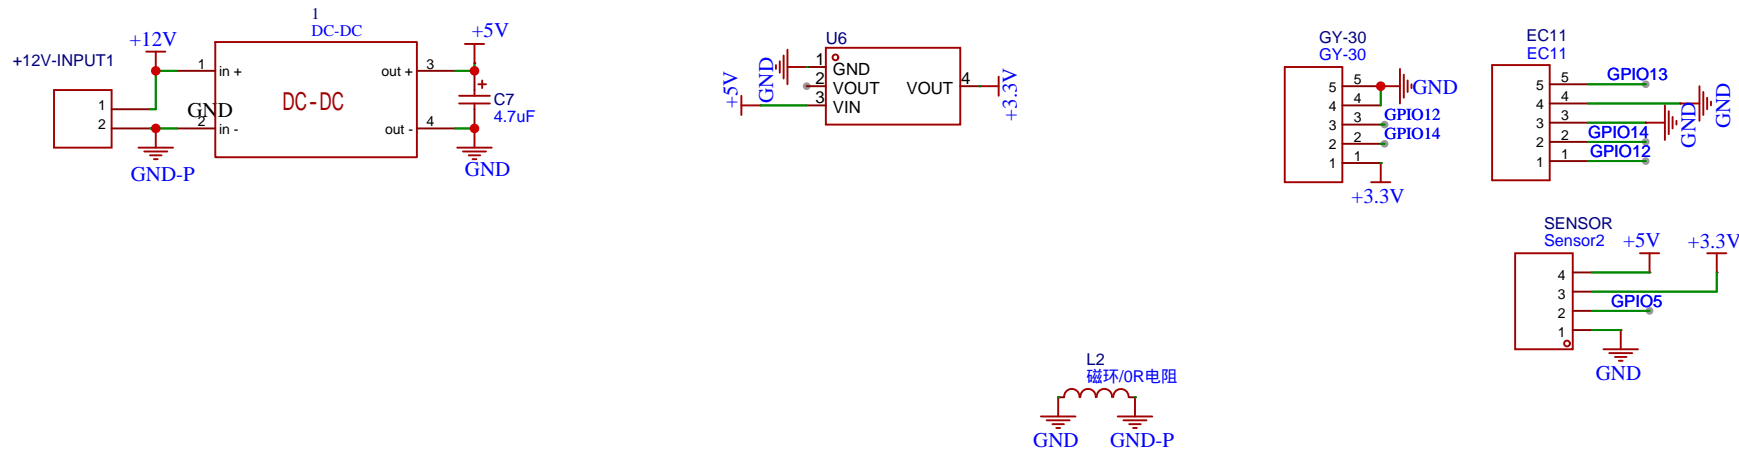 1
DC-DC
+12V
+5V
+12V-INPUT1
1
in +
out +
3
DC-DC
C7
4.7uF
1
2
GND
2
in -
out -
4
GND-P
GND
U6
+5V
GND
1
GND
2
VOUT
3
VIN
VOUT
4
+3.3V
GY-30
GY-30
5
5
GND
4
4
3
3
GPIO12
2
2
GPIO14
1
1
+3.3V
EC11
EC11
5
5
GPIO13
4
4
GND
3
3
GND
2
2
GPIO14
1
1
GPIO12
SENSOR
Sensor2
+5V
+3.3V
4
4
3
3
2
2
GPIO5
1
1
GND
L2
磁环/0R电阻
GND
GND-P